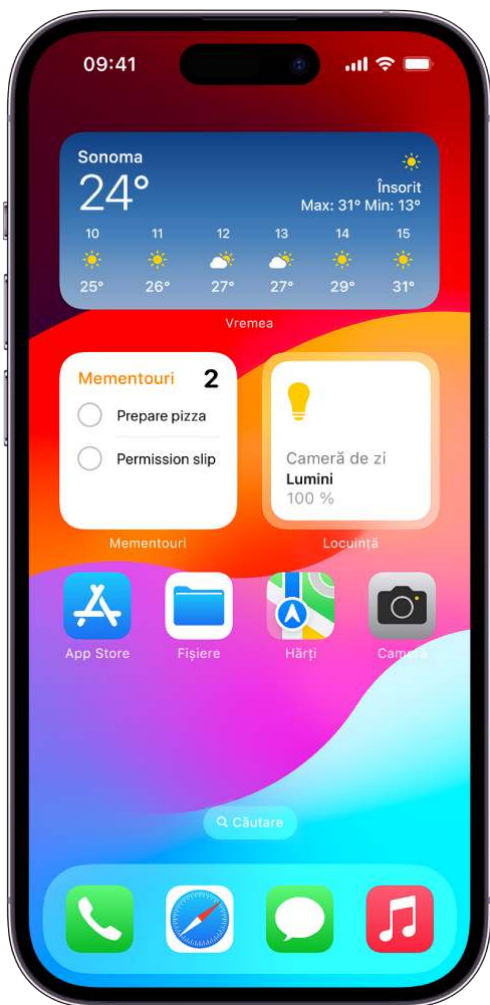 09:41
Sonoma
24°
Însorit
Max: 31° Min: 13°
10 11 12 13 14 15
25° 26° 27° 27° 29° 31°
Vremea
Mementouri 2
Prepare pizza
Permission slip
Mementouri
Cameră de zi
Lumini
100 %
Locuință
App Store Fișiere Hărți Cameră
Căutare